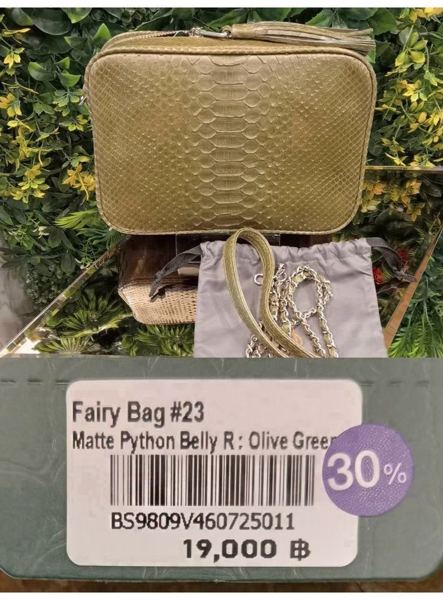 Fairy Bag #23
Matte Python Belly R : Olive Green
30%
BS9809V460725011
19,000 ฿